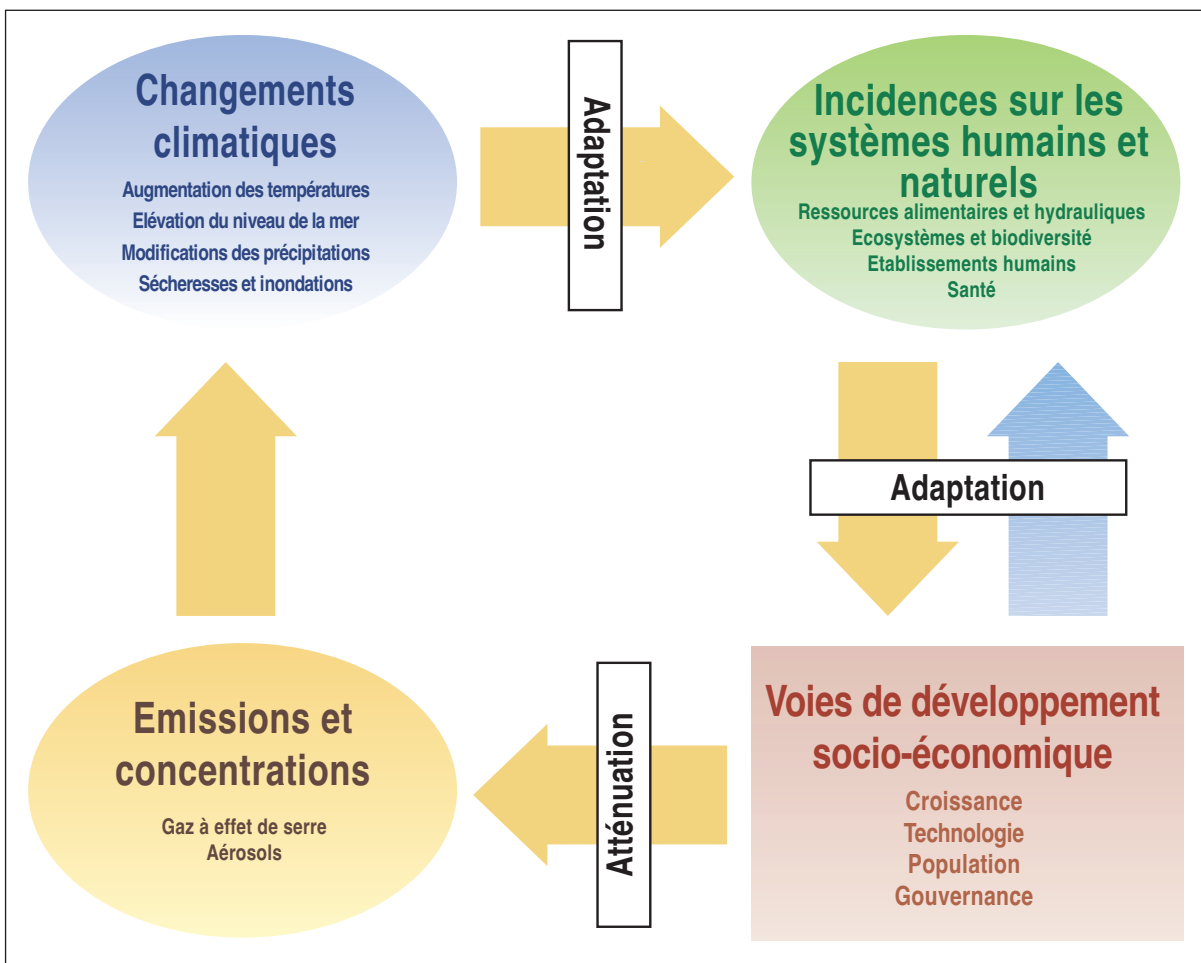 Changements
climatiques
Augmentation des températures
Elévation du niveau de la mer
Modifications des précipitations
Sécheresses et inondations
Adaptation
Incidences sur les
systèmes humains et
naturels
Ressources alimentaires et hydrauliques
Ecosystèmes et biodiversité
Etablissements humains
Santé
Adaptation
Emissions et
concentrations
Gaz à effet de serre
Aérosols
Atténuation
Voies de développement
socio-économique
Croissance
Technologie
Population
Gouvernance